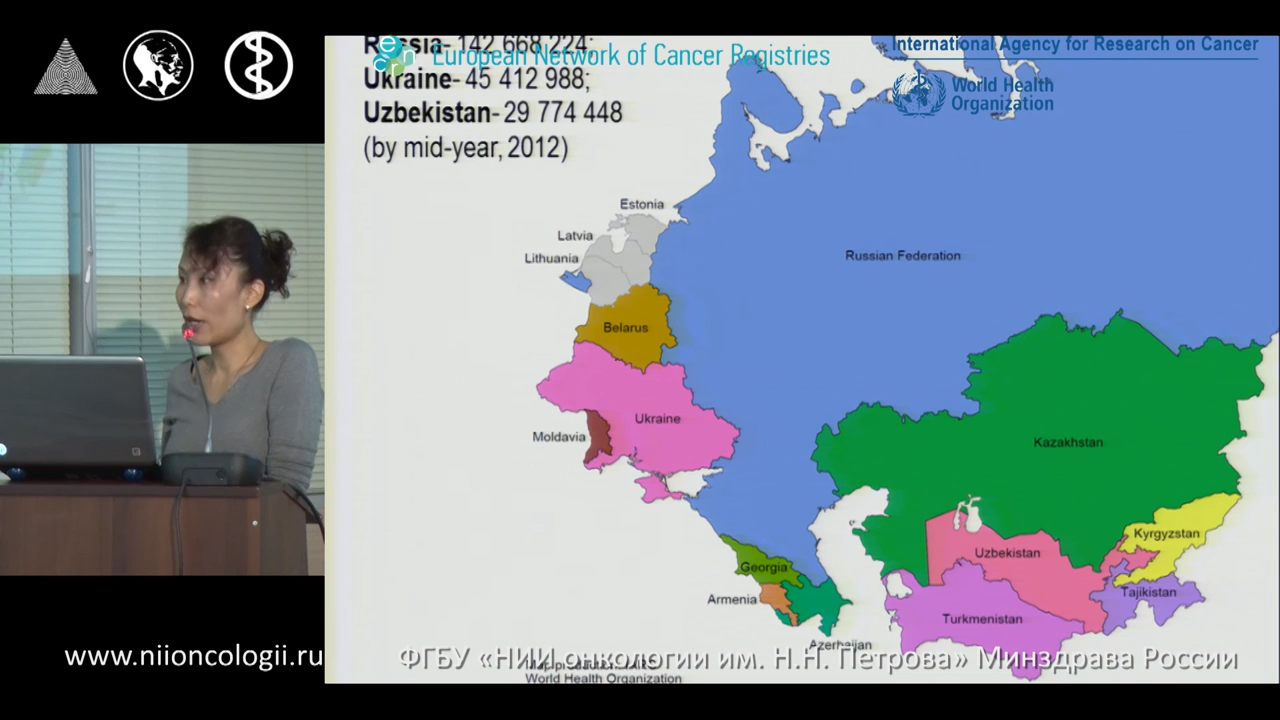 Russia- 142 668 224;
European Network of Cancer Registries
International Agency for Research on Cancer
Ukraine- 45 412 988;
World Health
Organization
Uzbekistan- 29 774 448
(by mid-year, 2012)
Estonia
Latvia
Lithuania
Russian Federation
Belarus
Ukraine
Moldavia
Kazakhstan
Kyrgyzstan
Uzbekistan
Georgia
Tajikistan
Armenia
Turkmenistan
Azerbaijan
www.niioncologii.ru
ФГБУ «НИИ онкологии им. Н.Н. Петрова» Минздрава России
World Health Organization